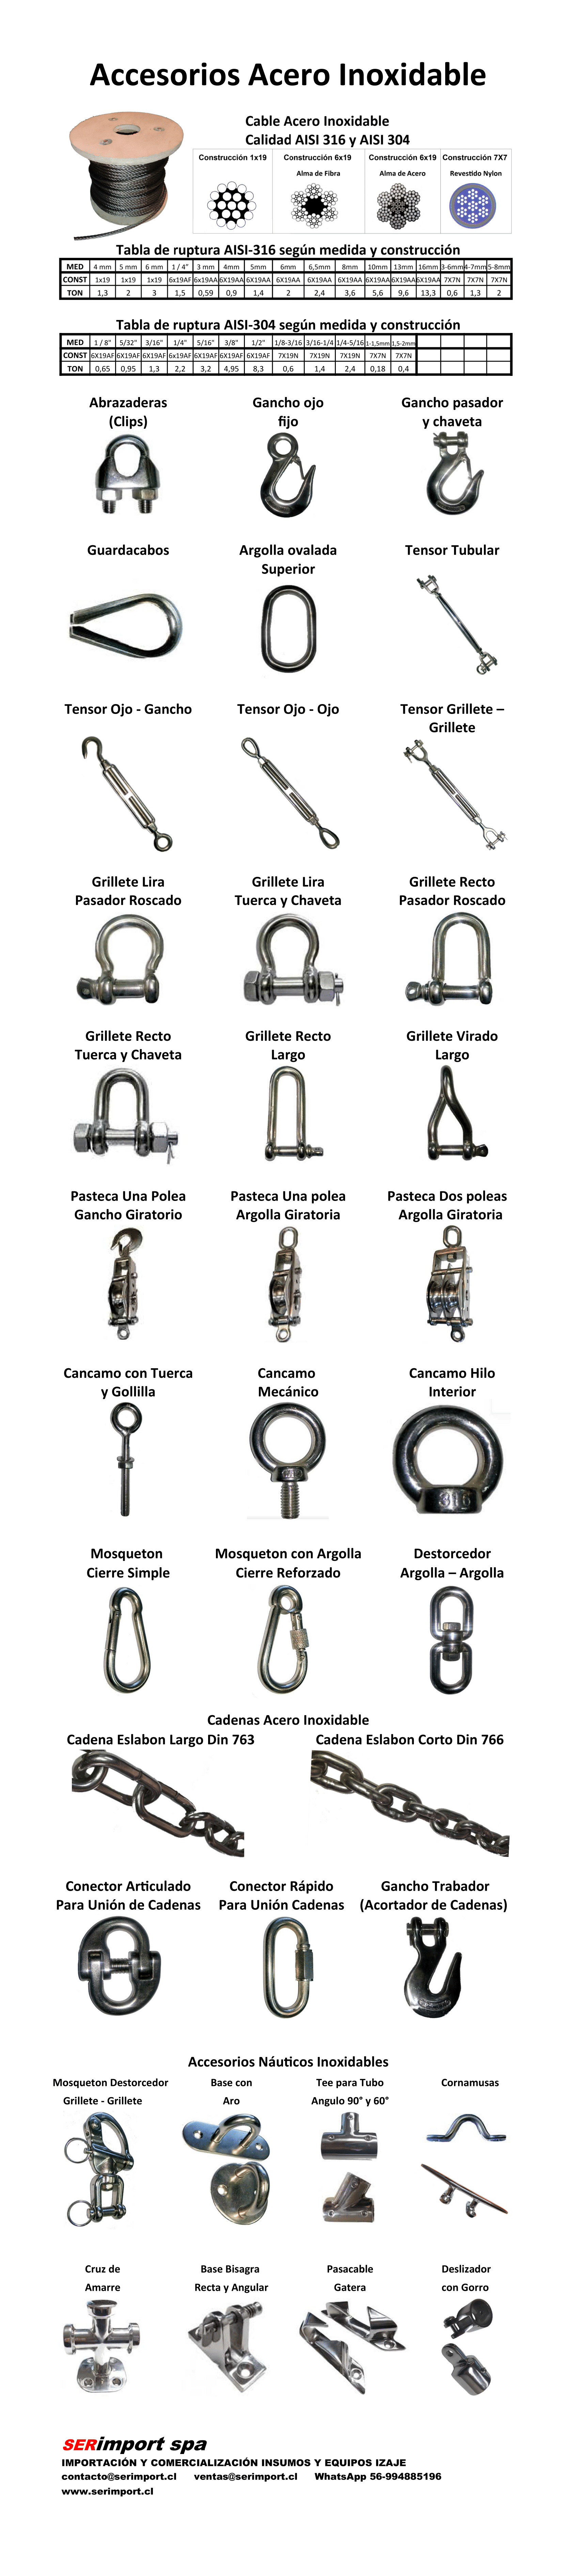 Accesorios Acero Inoxidable
Cable Acero Inoxidable
Calidad AISI 316 y AISI 304
Construcción 1x19 Construcción 6x19 Construcción 6x19 Construcción 7X7
Alma de Fibra Alma de Acero Revestido Nylon
Tabla de ruptura AISI-316 según medida y construcción
MED 4 mm 5 mm 6 mm 1 / 4" 3 mm 4mm 5mm 6mm 6,5mm 8mm 10mm 13mm 16mm 3-6mm 4-7mm 5-8mm
CONST 1x19 1x19 1x19 6x19AF 6x19AA 6X19AA 6X19AA 6X19AA 6X19AA 6X19AA 6X19AA 6X19AA 6X19AA 7X7N 7X7N 7X7N
TON 1,3 2 3 1,5 0,59 0,9 1,4 2 2,4 3,6 5,6 9,6 13,3 0,6 1,3 2
Tabla de ruptura AISI-304 según medida y construcción
MED 1 / 8" 5/32" 3/16" 1/4" 5/16" 3/8" 1/2" 1/8-3/16 3/16-1/4 1/4-5/16 1-1,5mm 1,5-2mm
CONST 6X19AF 6X19AF 6X19AF 6x19AF 6X19AF 6X19AF 6X19AF 7X19N 7X19N 7X19N 7X7N 7X7N
TON 0,65 0,95 1,3 2,2 3,2 4,95 8,3 0,6 1,4 2,4 0,18 0,4
Abrazaderas Gancho ojo Gancho pasador
(Clips) fijo y chaveta
Guardacabos Argolla ovalada Tensor Tubular
Superior
Tensor Ojo - Gancho Tensor Ojo - Ojo Tensor Grillete –
Grillete
Grillete Lira Grillete Lira Grillete Recto
Pasador Roscado Tuerca y Chaveta Pasador Roscado
Grillete Recto Grillete Recto Grillete Virado
Tuerca y Chaveta Largo Largo
Pasteca Una Polea Pasteca Una polea Pasteca Dos poleas
Gancho Giratorio Argolla Giratoria Argolla Giratoria
Cancamo con Tuerca Cancamo Cancamo Hilo
y Gollilla Mecánico Interior
316
Mosqueton Mosqueton con Argolla Destorcedor
Cierre Simple Cierre Reforzado Argolla – Argolla
Cadenas Acero Inoxidable
Cadena Eslabon Largo Din 763 Cadena Eslabon Corto Din 766
Conector Articulado Conector Rápido Gancho Trabador
Para Unión de Cadenas Para Unión Cadenas (Acortador de Cadenas)
Accesorios Náuticos Inoxidables
Mosqueton Destorcedor Base con Tee para Tubo Cornamusas
Grillete - Grillete Aro Angulo 90° y 60°
Cruz de Base Bisagra Pasacable Deslizador
Amarre Recta y Angular Gatera con Gorro
SERimport spa
IMPORTACIÓN Y COMERCIALIZACIÓN INSUMOS Y EQUIPOS IZAJE
contacto@serimport.cl ventas@serimport.cl WhatsApp 56-994885196
www.serimport.cl